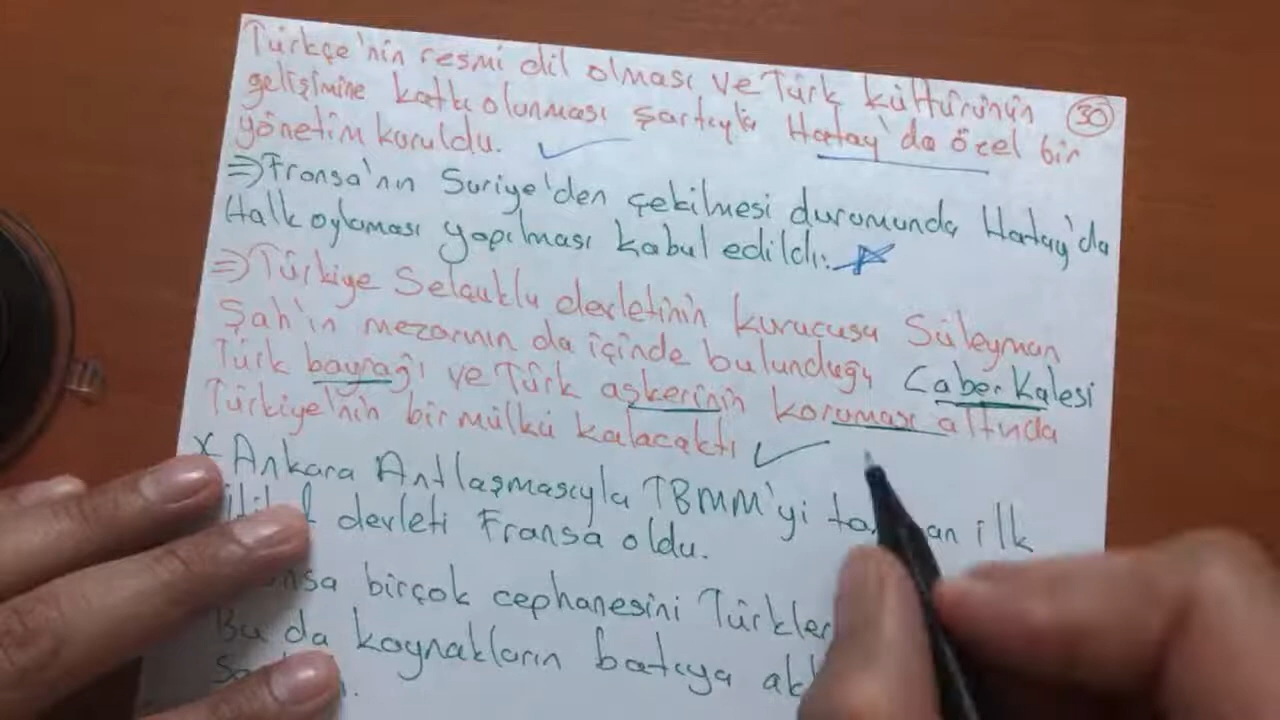 Türkçe'nin resmi dil olması ve Türk kültürünün
gelişimine katkı olunması şartıyla Hatay'da özel bir
30
yönetim kuruldu.
⇒ Fransa'nın Suriye'den çekilmesi durumunda Hatay'da
Halk oylaması yapılması kabul edildi.
⇒ Türkiye Selçuklu devletinin kurucusu Süleyman
Şah'ın mezarının da içinde bulunduğu Caber Kalesi
Türk bayrağı ve Türk askerinin koruması altında
Türkiye'nin bir mülkü kalacaktı
x Ankara Antlaşmasıyla TBMM'yi ilk
devleti Fransa oldu.
birçok cephanesini
Bu da kaynakların batıya